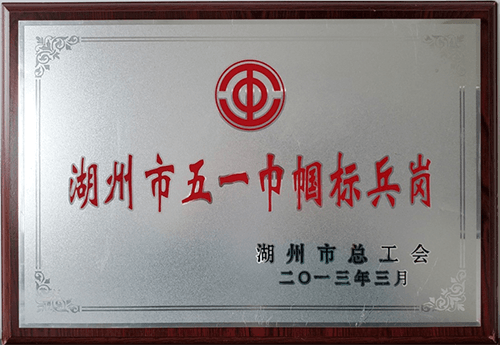 湖州市五一巾帼标兵岗
湖州市总工会
二〇一三年三月